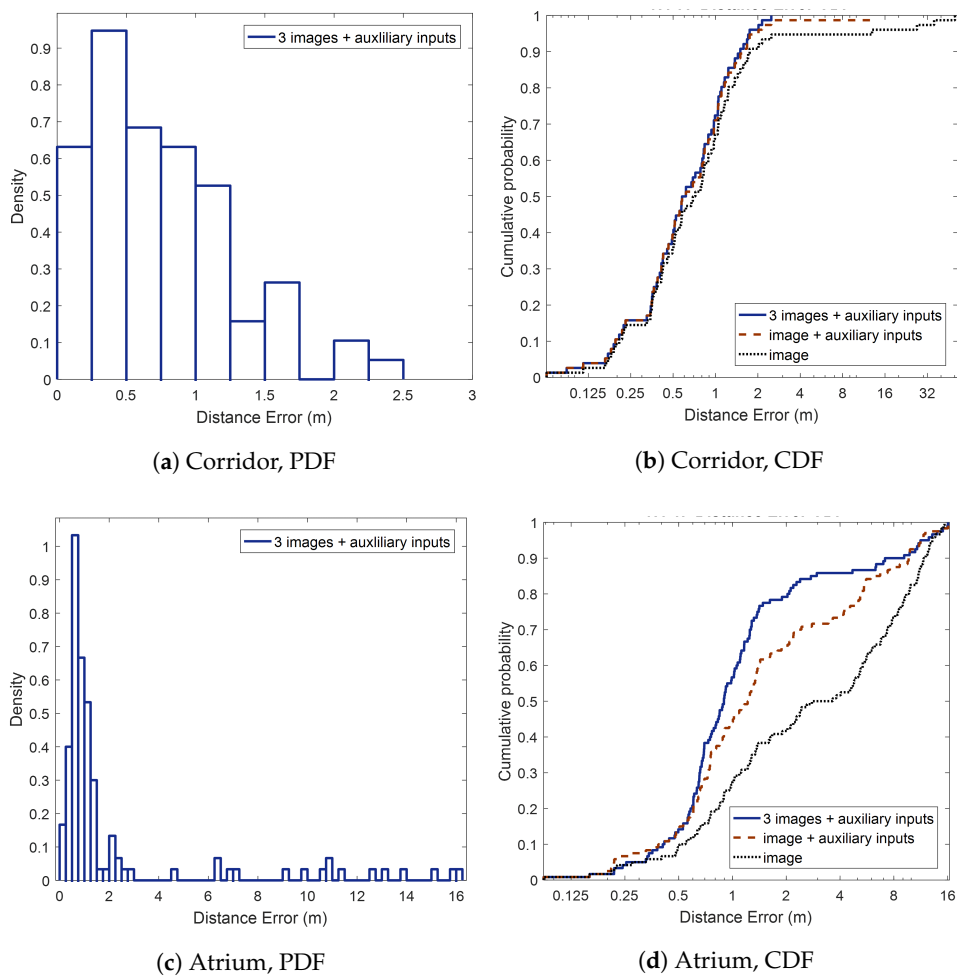 3 images + auxliliary inputs
Density
0.9
0.8
0.7
0.6
0.5
0.4
0.3
0.2
0.1
0
0 0.5 1 1.5 2 2.5 3
Distance Error (m)
(a) Corridor, PDF
Cumulative probability
1
0.9
0.8
0.7
0.6
0.5
0.4
0.3
0.2
0.1
0
3 images + auxiliary inputs
image + auxiliary inputs
image
0.125 0.25 0.5 1 2 4 8 16 32
Distance Error (m)
(b) Corridor, CDF
3 images + auxliliary inputs
Density
1
0.9
0.8
0.7
0.6
0.5
0.4
0.3
0.2
0.1
0
0 2 4 6 8 10 12 14 16
Distance Error (m)
(c) Atrium, PDF
Cumulative probability
1
0.9
0.8
0.7
0.6
0.5
0.4
0.3
0.2
0.1
0
3 images + auxiliary inputs
image + auxiliary inputs
image
0.125 0.25 0.5 1 2 4 8 16
Distance Error (m)
(d) Atrium, CDF